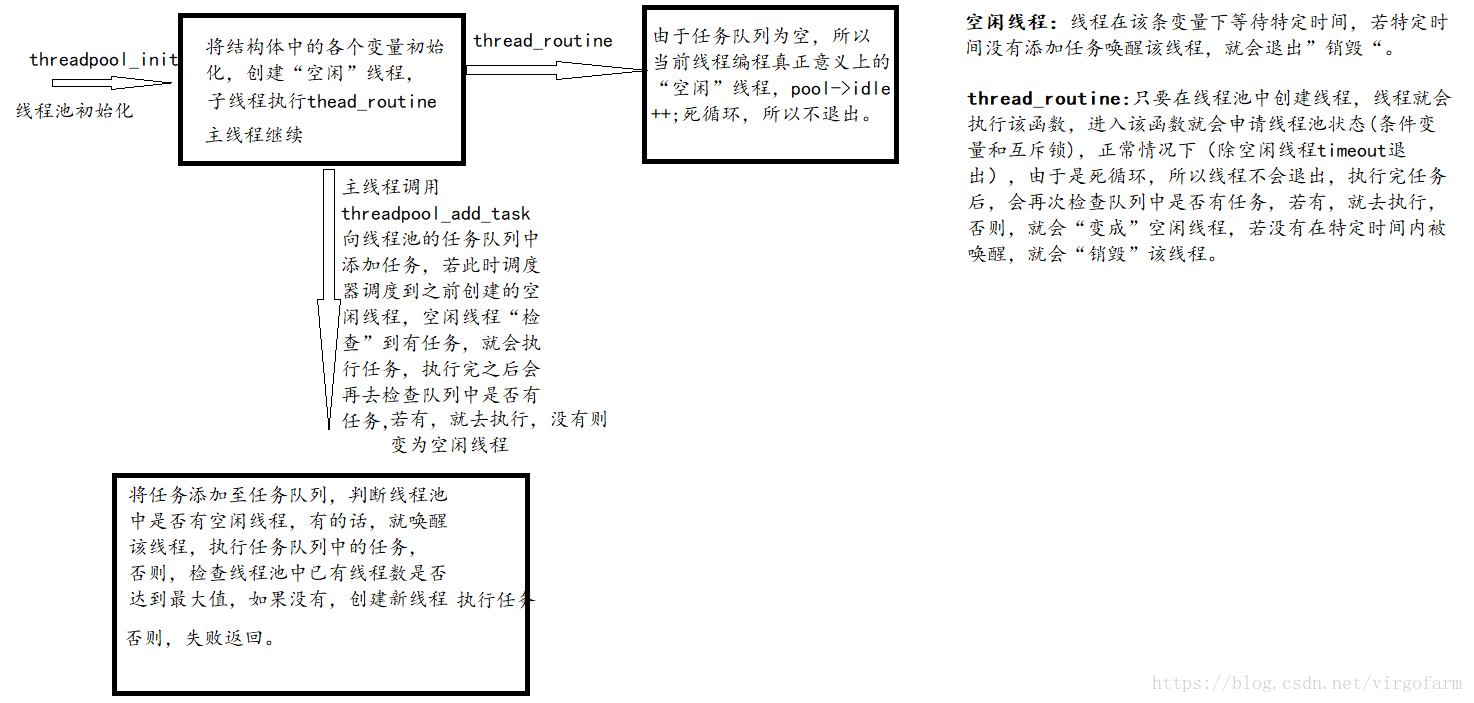 threadpool_init
线程池初始化
将结构体中的各个变量初始
化，创建“空闲”线程，
子线程执行thead_routine
主线程继续
thread_routine
由于任务队列为空，所以
当前线程编程真正意义上的
“空闲”线程，pool->idle
++;死循环，所以不退出。
主线程调用
threadpool_add_task
向线程池的任务队列中
添加任务，若此时调度
器调度到之前创建的空
闲线程，空闲线程“检
查”到有任务，就会执
行任务，执行完之后会
再去检查队列中是否有
任务,若有，就去执行，没有则
变为空闲线程
将任务添加至任务队列，判断线程池
中是否有空闲线程，有的话，就唤醒
该线程，执行任务队列中的任务，
否则，检查线程池中已有线程数是否
达到最大值，如果没有，创建新线程 执行任务
否则，失败返回。
空闲线程：线程在该条变量下等待特定时间，若特定时
间没有添加任务唤醒该线程，就会退出”销毁“。
thread_routine:只要在线程池中创建线程，线程就会
执行该函数，进入该函数就会申请线程池状态(条件变
量和互斥锁)，正常情况下（除空闲线程timeout退
出），由于是死循环，所以线程不会退出，执行完任务
后，会再次检查队列中是否有任务，若有，就去执行，
否则，就会“变成”空闲线程，若没有在特定时间内被
唤醒，就会“销毁”该线程。
https://blog.csdn.net/virgofarm